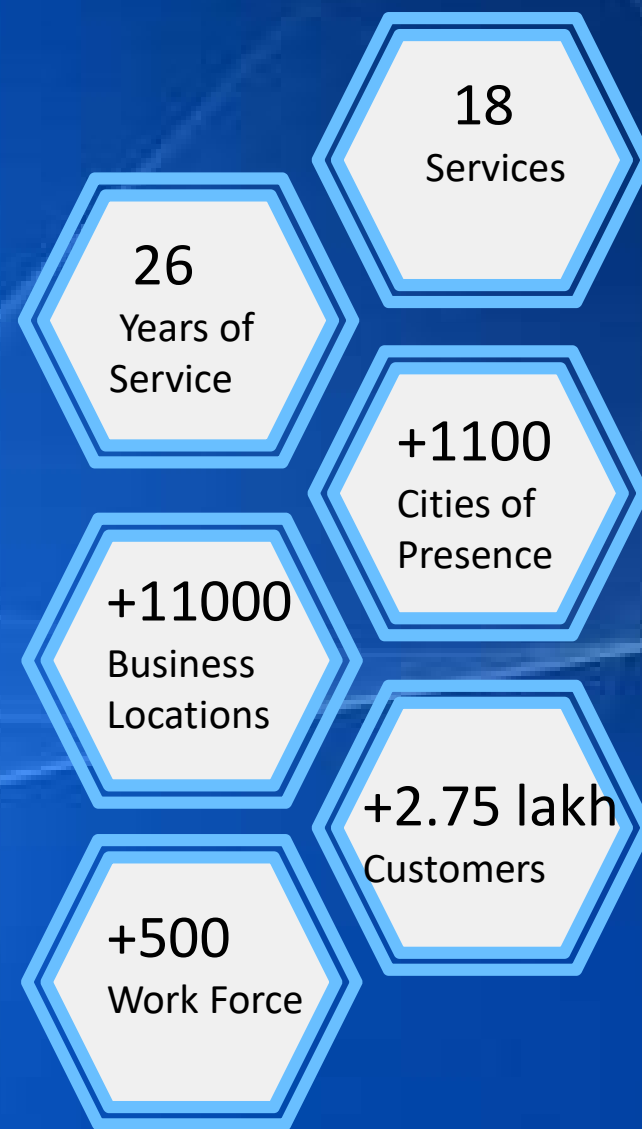 18
Services
26
Years of
Service
+1100
Cities of
Presence
+11000
Business
Locations
+2.75 lakh
Customers
+500
Work Force